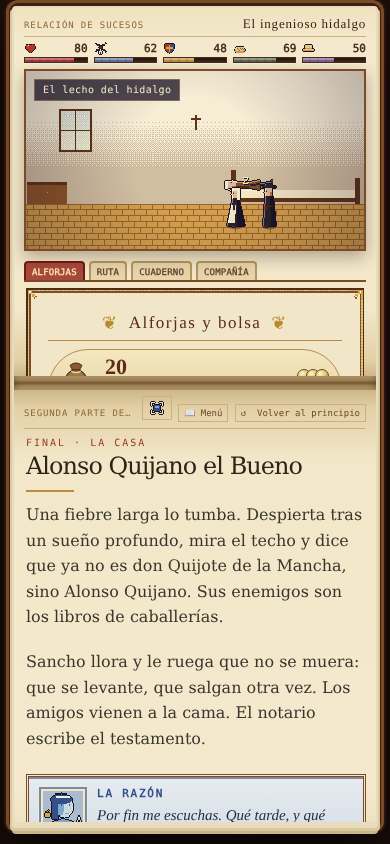 RELACIÓN DE SUCESOS
El ingenioso hidalgo
80 62 48 69 50
El lecho del hidalgo
ALFORJAS RUTA CUADERNO COMPAÑÍA
Alforjas y bolsa
20
SEGUNDA PARTE DE…
Menú
↺ Volver al principio
FINAL · LA CASA
Alonso Quijano el Bueno
Una fiebre larga lo tumba. Despierta tras
un sueño profundo, mira el techo y dice
que ya no es don Quijote de la Mancha,
sino Alonso Quijano. Sus enemigos son
los libros de caballerías.
Sancho llora y le ruega que no se muera:
que se levante, que salgan otra vez. Los
amigos vienen a la cama. El notario
escribe el testamento.
LA RAZÓN
Por fin me escuchas. Qué tarde, y qué